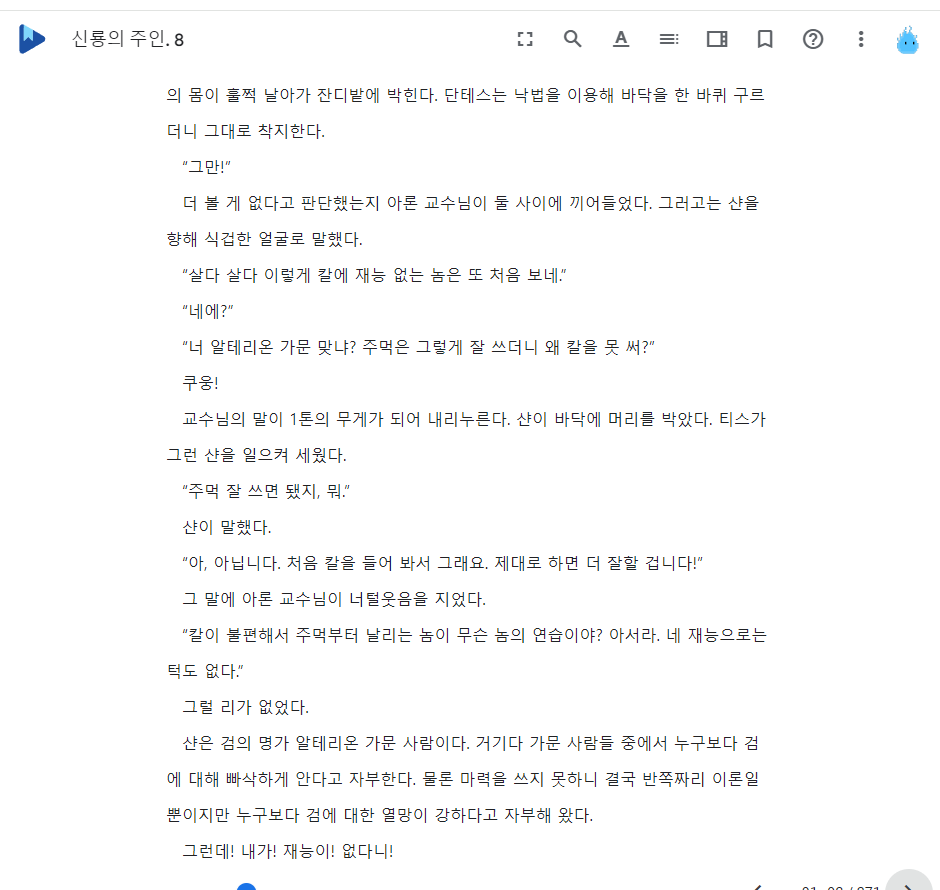 신룡의 주인. 8
의 몸이 훌쩍 날아가 잔디밭에 박힌다. 단테스는 낙법을 이용해 바닥을 한 바퀴 구르
더니 그대로 착지한다.
“그만!”
더 볼 게 없다고 판단했는지 아론 교수님이 둘 사이에 끼어들었다. 그러고는 샨을
향해 식겁한 얼굴로 말했다.
“살다 살다 이렇게 칼에 재능 없는 놈은 또 처음 보네.”
“네에?”
“너 알테리온 가문 맞냐? 주먹은 그렇게 잘 쓰더니 왜 칼을 못 써?”
쿠웅!
교수님의 말이 1톤의 무게가 되어 내리누른다. 샨이 바닥에 머리를 박았다. 티스가
그런 샨을 일으켜 세웠다.
“주먹 잘 쓰면 됐지, 뭐.”
샨이 말했다.
“아, 아닙니다. 처음 칼을 들어 봐서 그래요. 제대로 하면 더 잘할 겁니다!”
그 말에 아론 교수님이 너털웃음을 지었다.
“칼이 불편해서 주먹부터 날리는 놈이 무슨 놈의 연습이야? 아서라. 네 재능으로는
턱도 없다.”
그럴 리가 없었다.
샨은 검의 명가 알테리온 가문 사람이다. 거기다 가문 사람들 중에서 누구보다 검
에 대해 빠삭하게 안다고 자부한다. 물론 마력을 쓰지 못하니 결국 반쪽짜리 이론일
뿐이지만 누구보다 검에 대한 열망이 강하다고 자부해 왔다.
그런데! 내가! 재능이! 없다니!